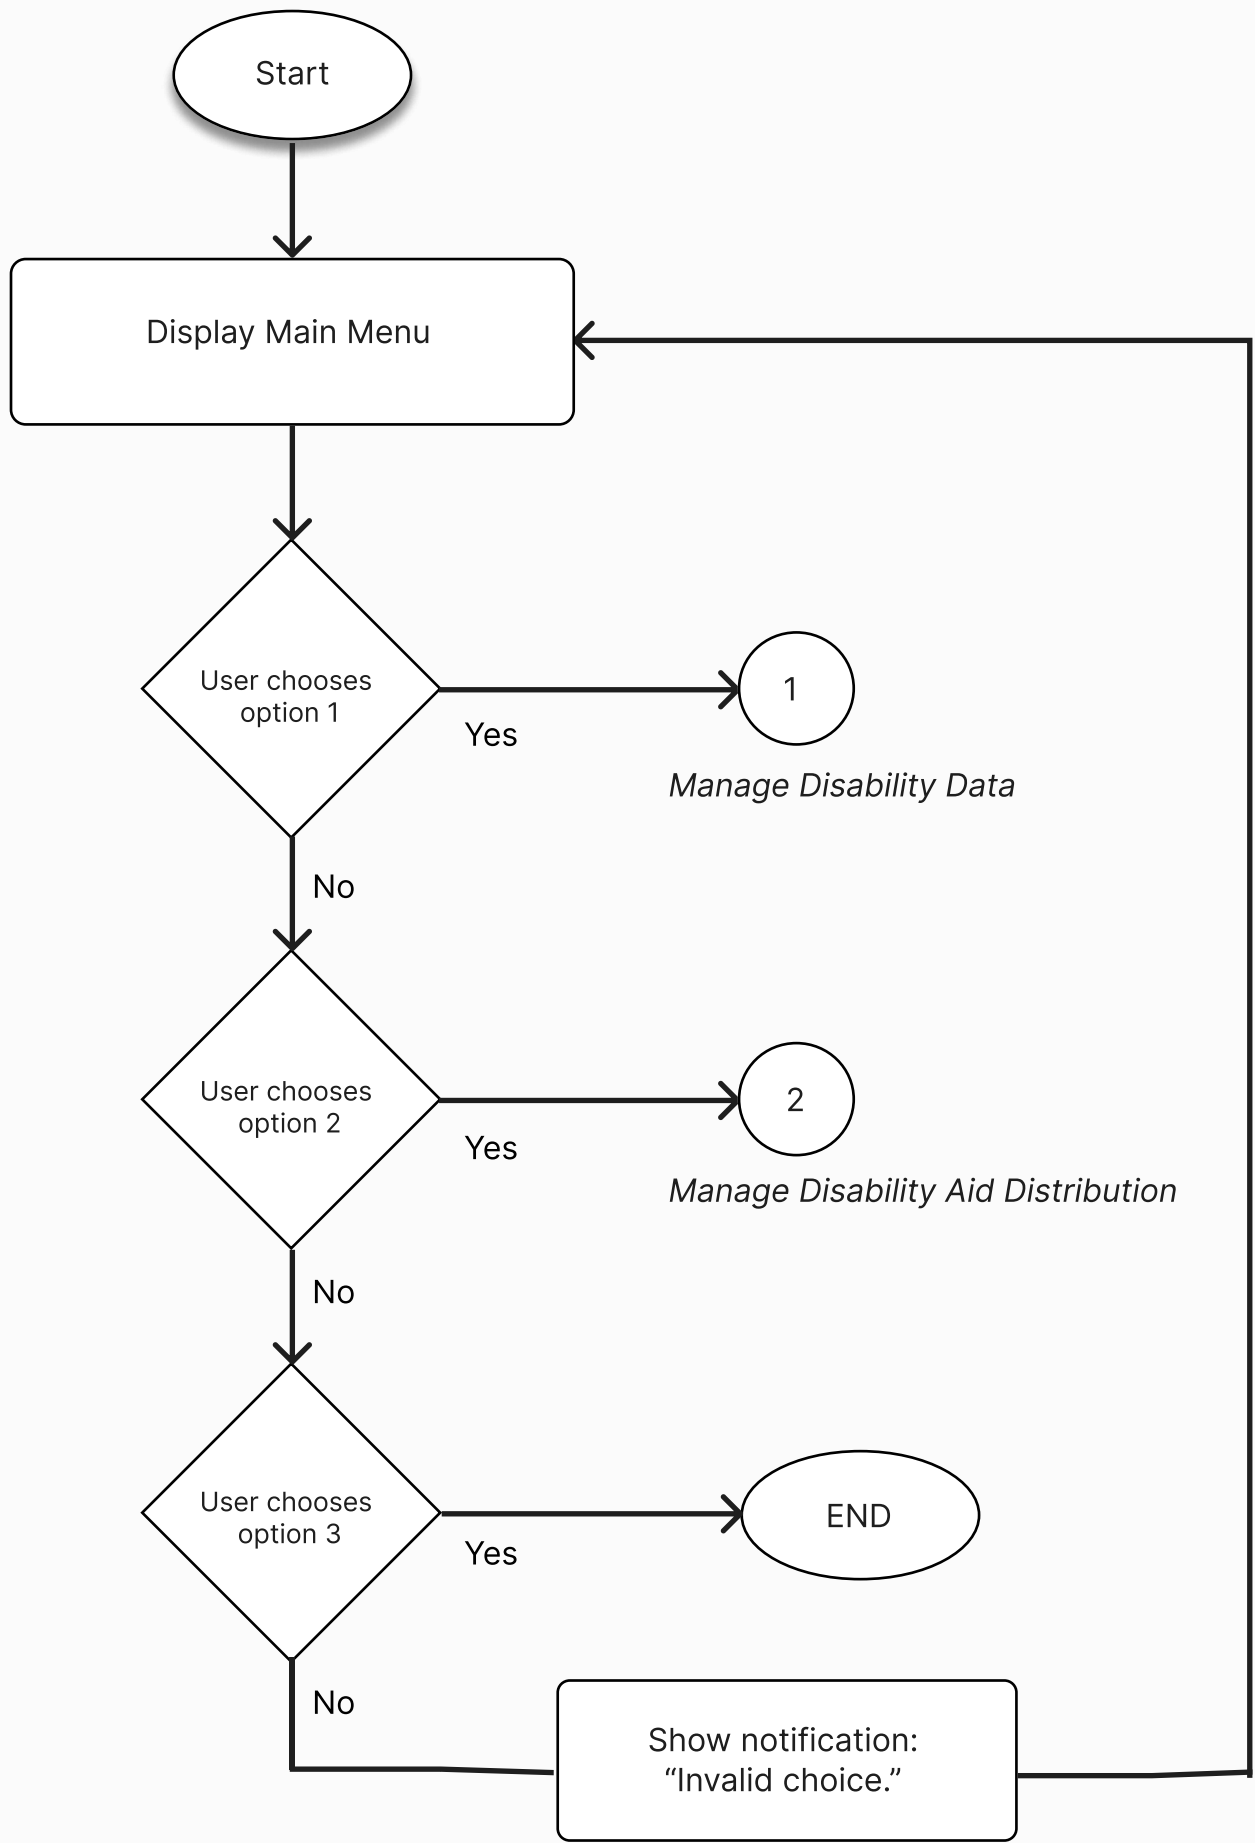 Start
Display Main Menu
User chooses
option 1
Yes
1
Manage Disability Data
No
User chooses
option 2
Yes
2
Manage Disability Aid Distribution
No
User chooses
option 3
Yes
END
No
Show notification:
“Invalid choice.”